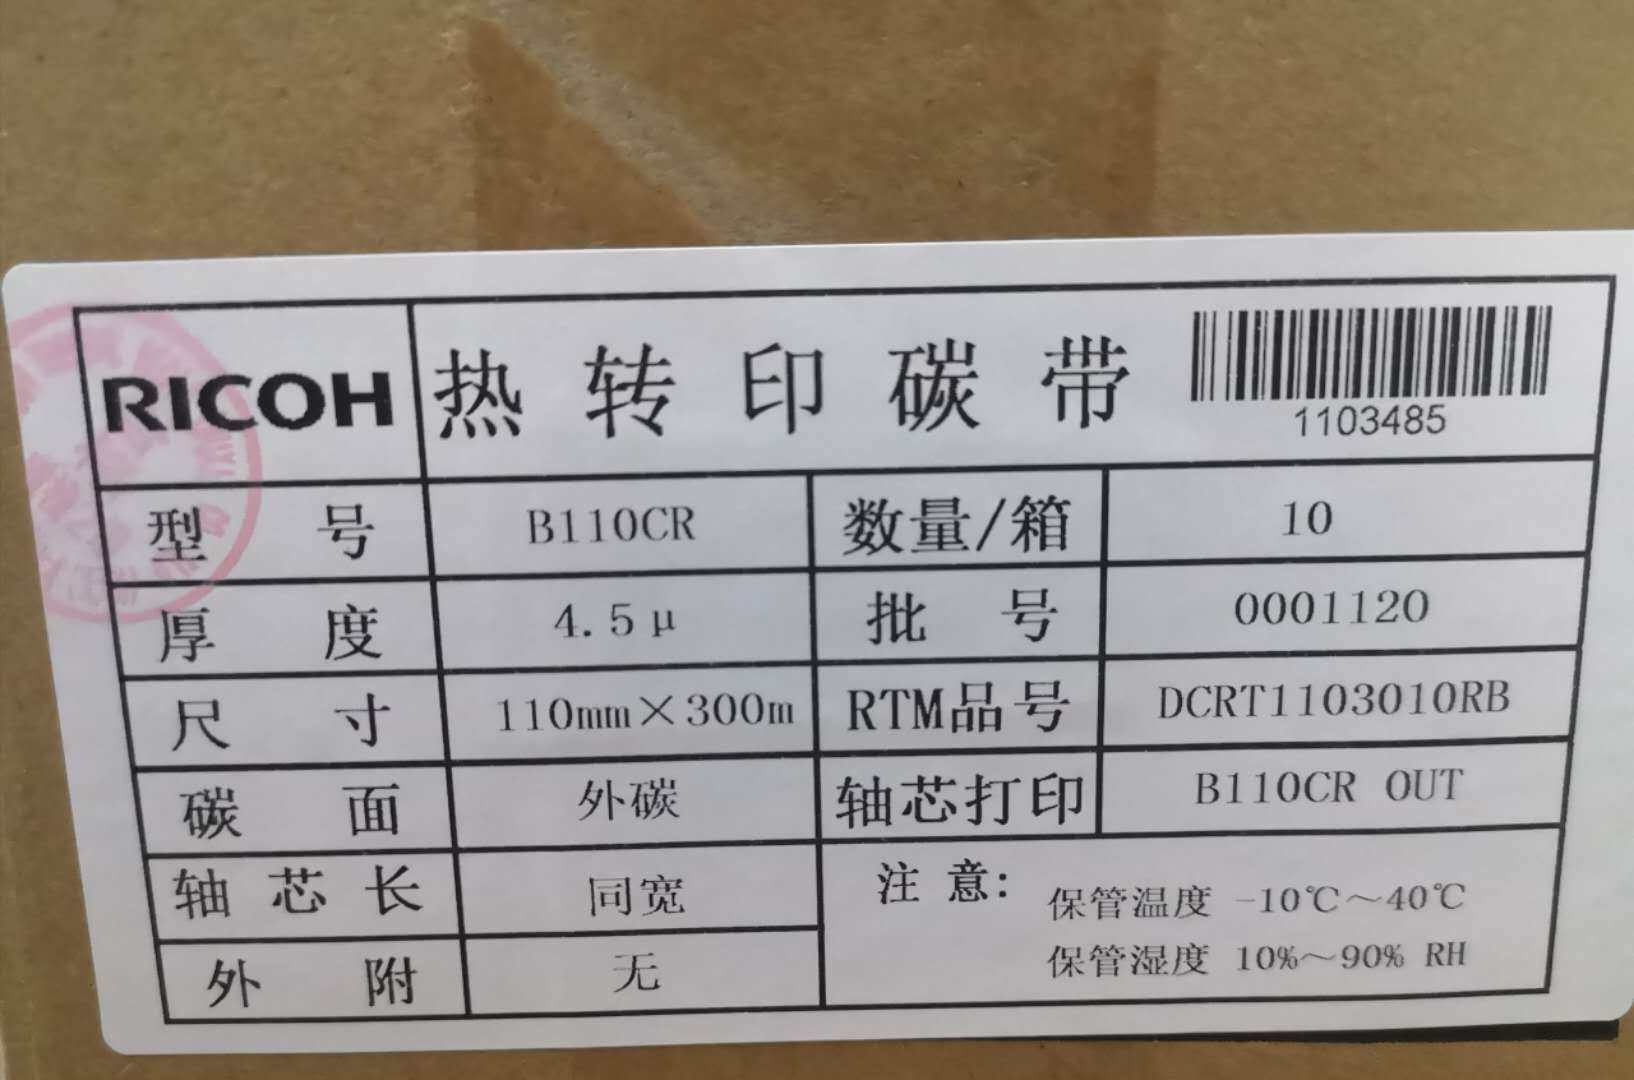 RICOH 热转印碳带
1103485
型号 B110CR 数量/箱 10
厚度 4.5μ 批号 0001120
尺寸 110mm×300m RTM品号 DCRT1103010RB
碳面 外碳 轴芯打印 B110CR OUT
轴芯长 同宽 注意: 保管温度 -10℃～40℃
外附 无 保管湿度 10%～90% RH